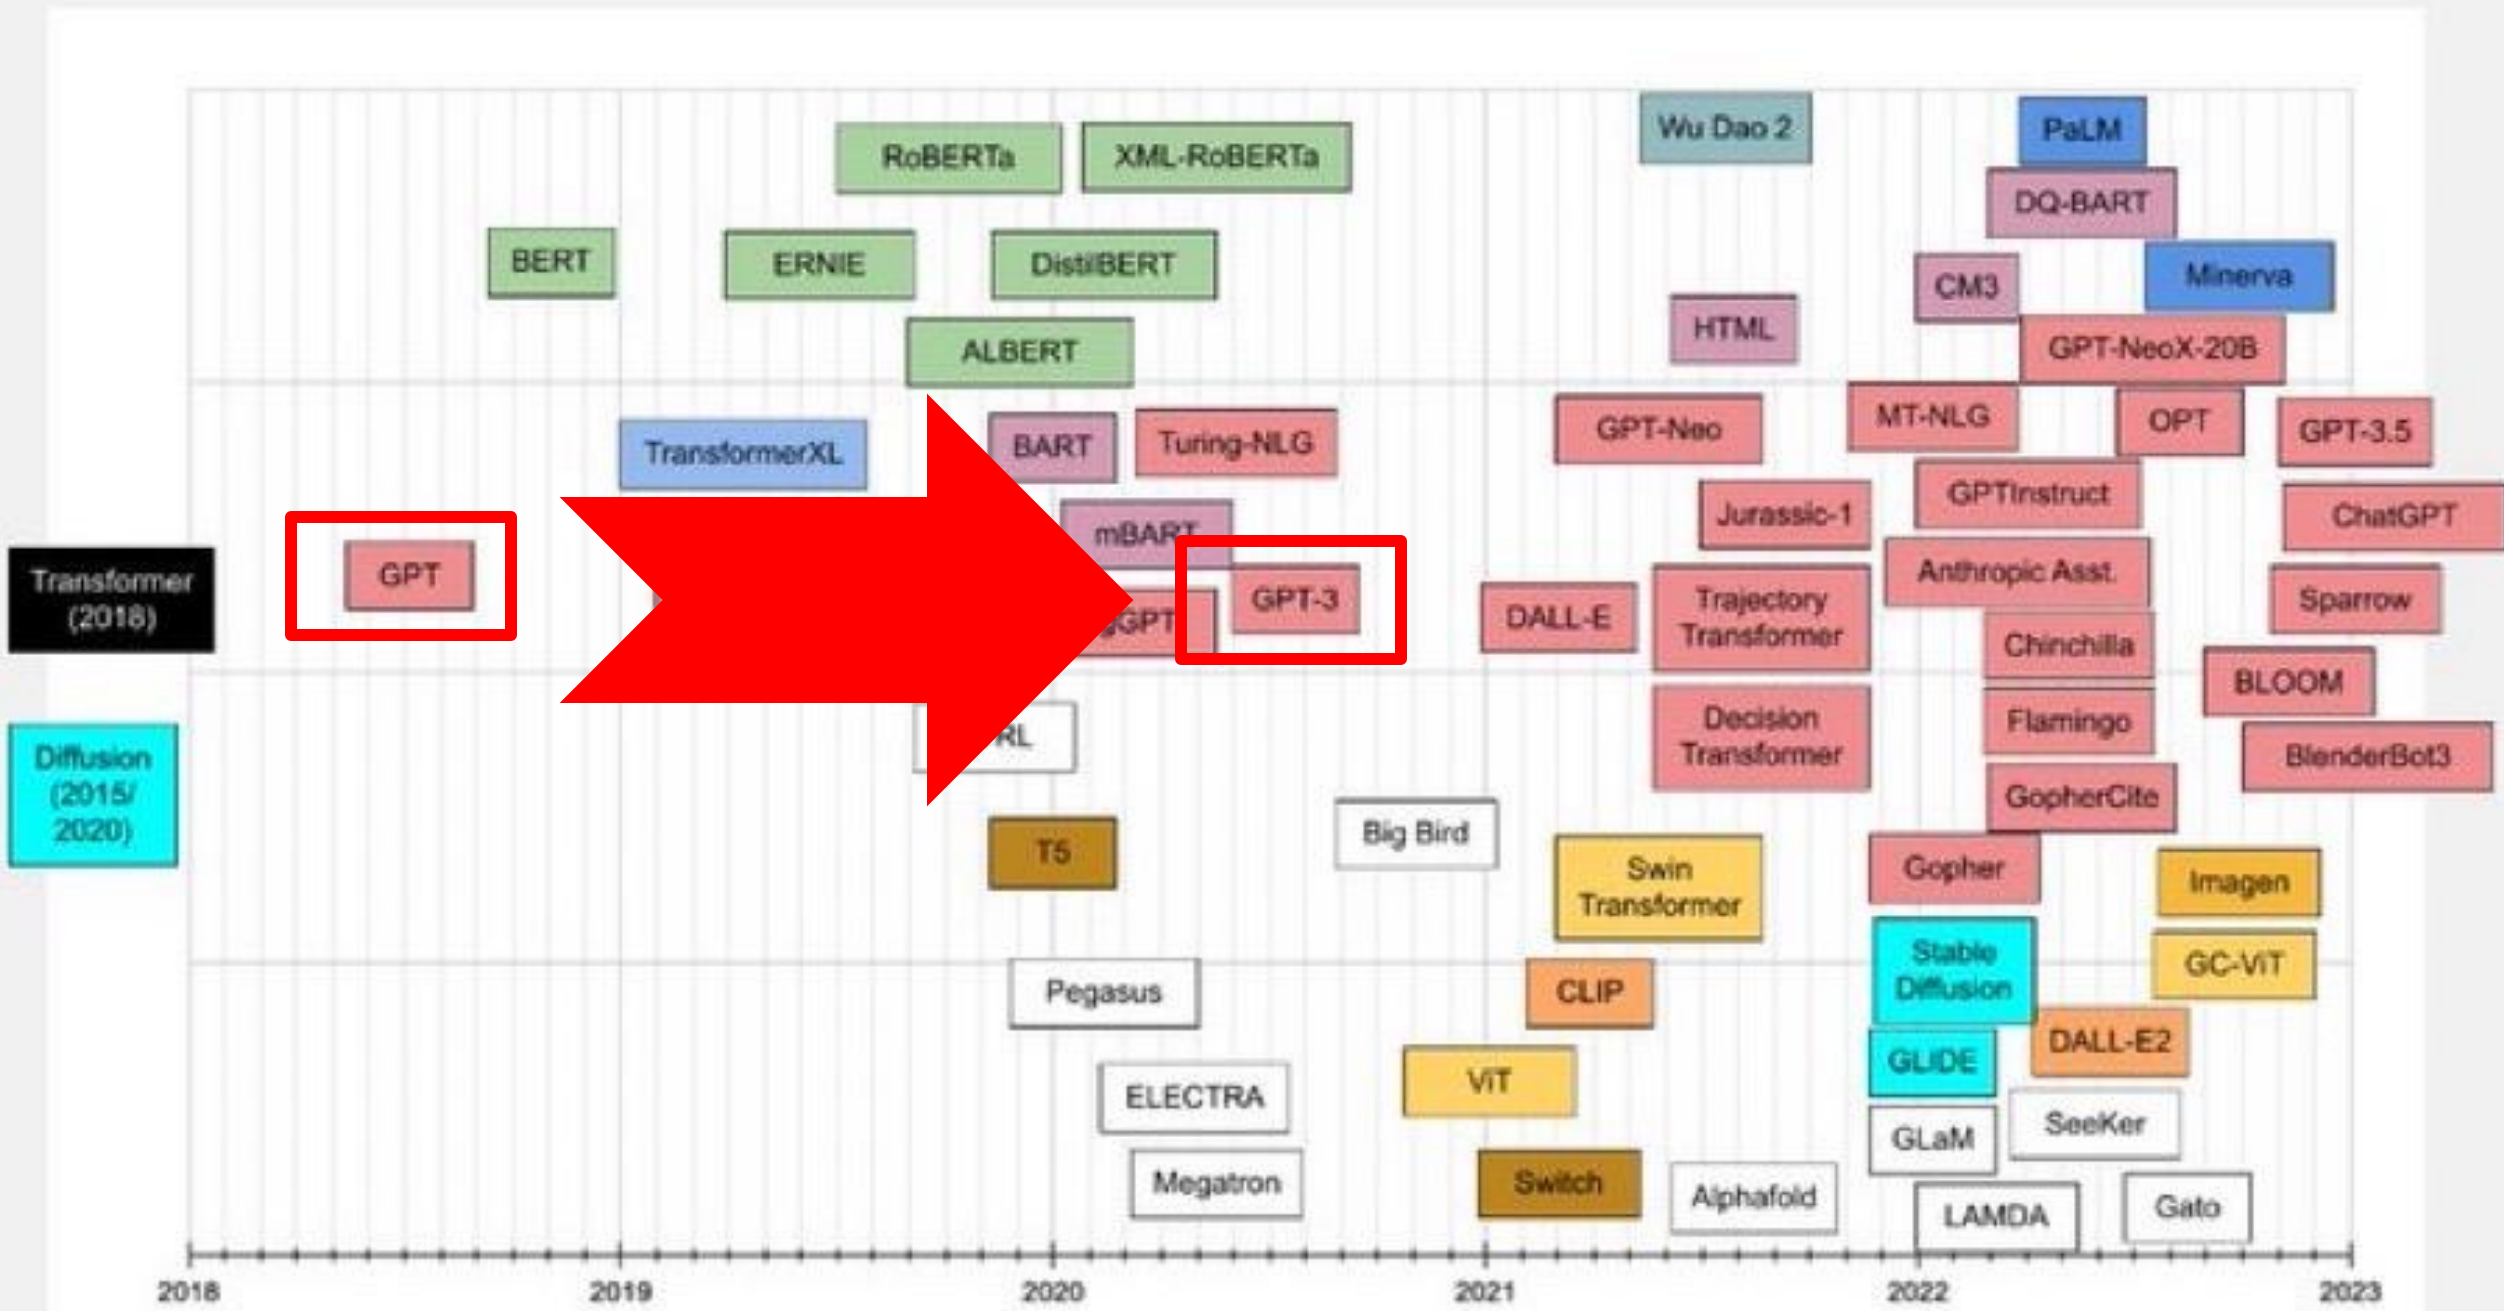 Wu Dao 2
PaLM
RoBERTa
XML-RoBERTa
DQ-BART
BERT
ERNIE
DistilBERT
CM3
Minerva
HTML
ALBERT
GPT-NeoX-20B
TransformerXL
BART
Turing-NLG
GPT-Neo
MT-NLG
OPT
GPT-3.5
GPTInstruct
Jurassic-1
ChatGPT
mBART
Transformer
(2018)
GPT
GPT-3
DALL-E
Trajectory
Transformer
Anthropic Asst.
Sparrow
Chinchilla
BLOOM
Decision
Transformer
Flamingo
BlenderBot3
GopherCite
Diffusion
(2015/
2020)
T5
Big Bird
Swin
Transformer
Gopher
Imagen
Pegasus
CLIP
Stable
Diffusion
GC-ViT
DALL-E2
ViT
GLIDE
ELECTRA
SeeKer
GLaM
Megatron
Switch
Alphafold
LAMDA
Gato
2018
2019
2020
2021
2022
2023